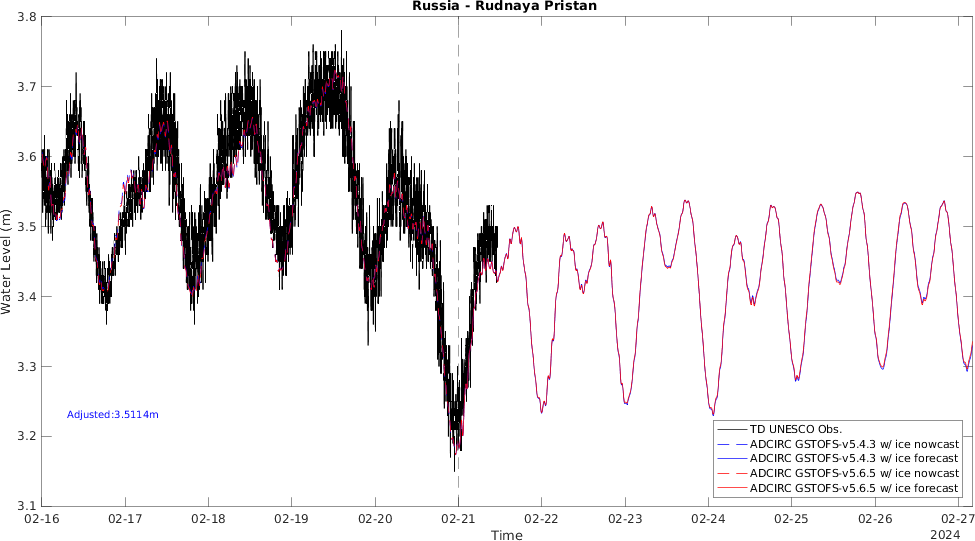 Russia - Rudnaya Pristan
3.8
3.7
3.6
3.5
3.4
3.3
3.2
3.1
Water Level (m)
Adjusted:3.5114m
TD UNESCO Obs.
ADCIRC GSTOFS-v5.4.3 w/ ice nowcast
ADCIRC GSTOFS-v5.4.3 w/ ice forecast
ADCIRC GSTOFS-v5.6.5 w/ ice nowcast
ADCIRC GSTOFS-v5.6.5 w/ ice forecast
02-16 02-17 02-18 02-19 02-20 02-21 02-22 02-23 02-24 02-25 02-26 02-27
Time
2024